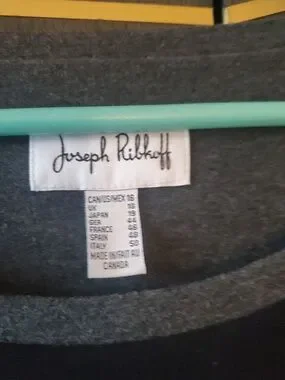 Joseph Ribkoff
CAN/US/MEX 16
UK 18
JAPAN 19
GER 44
FRANCE 46
SPAIN 48
ITALY 50
MADE IN/FAIT AU
CANADA